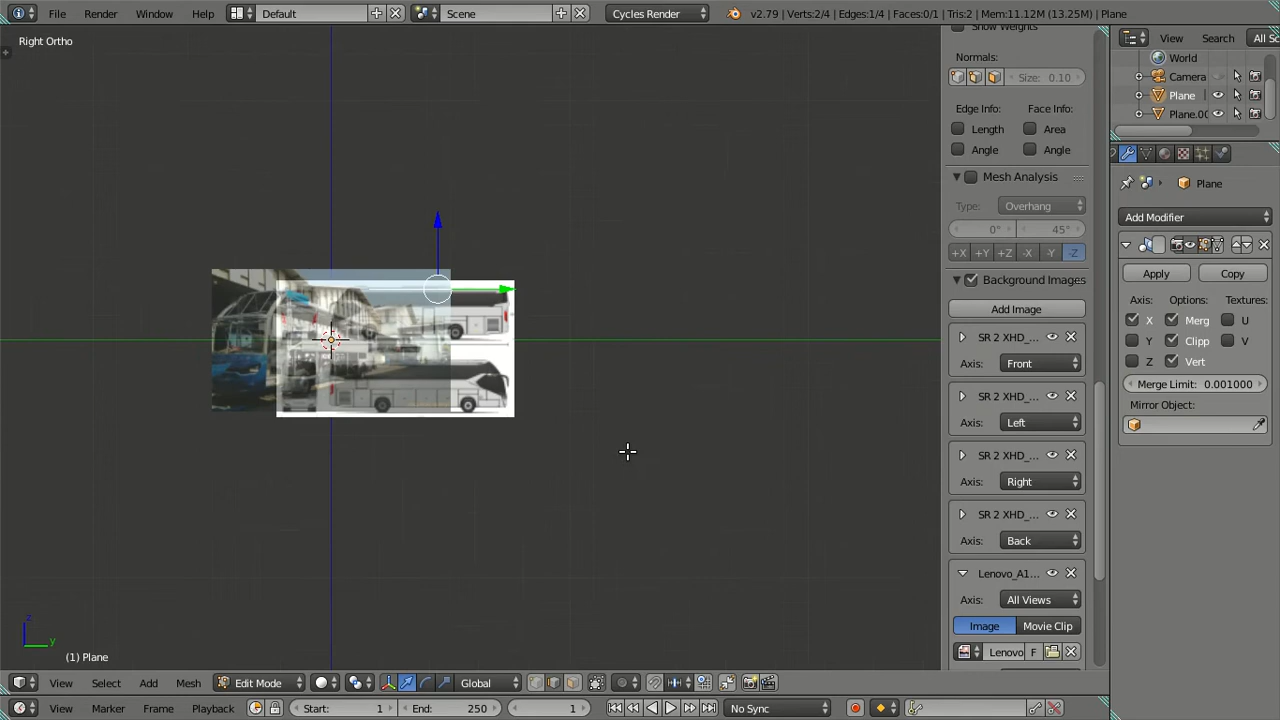 File Render Window Help Default Scene Cycles Render v2.79 | Verts:2/4 | Edges:1/4 | Faces:0/1 | Tris:2 | Mem:11.12M (13.25M) | Plane
View Search All Sc
Right Ortho
Show Weights
World
Normals:
Camera
Size: 0.10
Plane
Edge Info: Face Info:
Plane.00
Length Area
Angle Angle
Mesh Analysis
Plane
Type: Overhang
Add Modifier
0° 45°
+X +Y +Z -X -Y -Z
Background Images
Apply Copy
Add Image
Axis: Options: Textures:
SR 2 XHD_...
X Merg U
Axis: Front
Y Clipp V
Z Vert
SR 2 XHD_...
Merge Limit: 0.001000
Axis: Left
Mirror Object:
SR 2 XHD_...
Axis: Right
SR 2 XHD_...
Axis: Back
Lenovo_A1...
Axis: All Views
Image Movie Clip
Lenovo F
z
y
(1) Plane
View Select Add Mesh Edit Mode Global
View Marker Frame Playback Start: 1 End: 250 1 No Sync